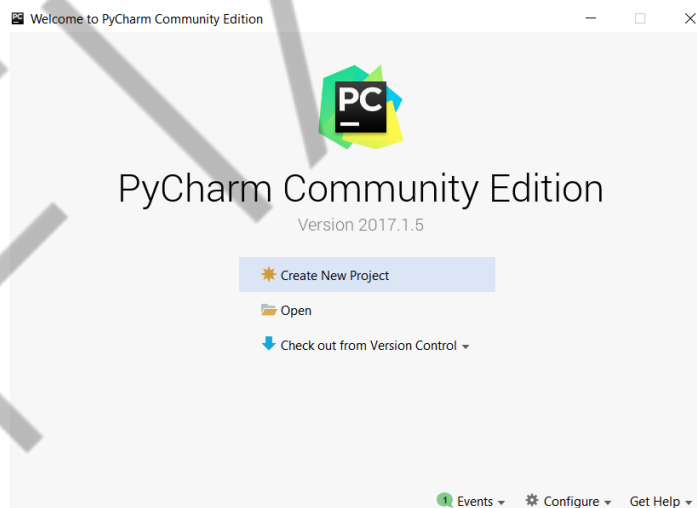 PC Welcome to PyCharm Community Edition
PC
PyCharm Community Edition
Version 2017.1.5
Create New Project
Open
Check out from Version Control
1 Events Configure Get Help